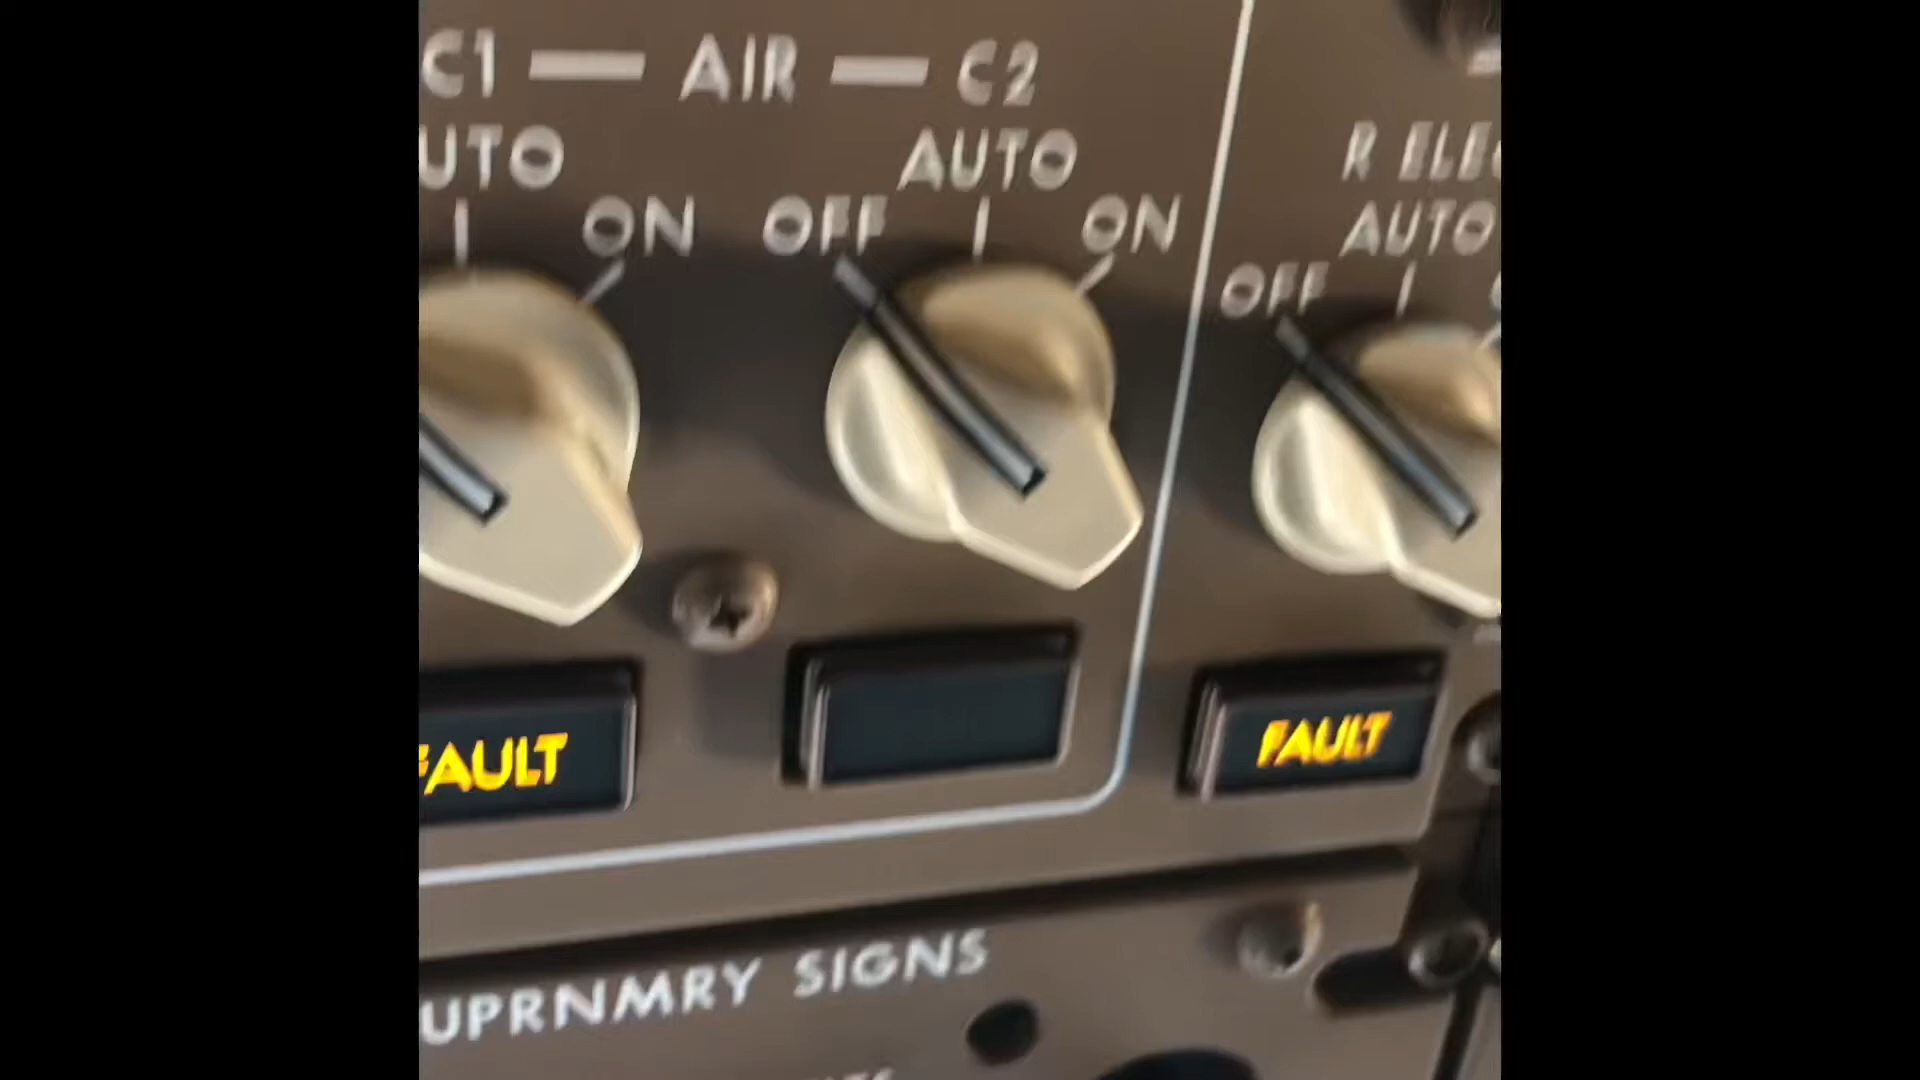 C1 — AIR — C2
UTO AUTO R ELE
ON OFF ON AUTO
OFF
FAULT FAULT
UPRNMRY SIGNS